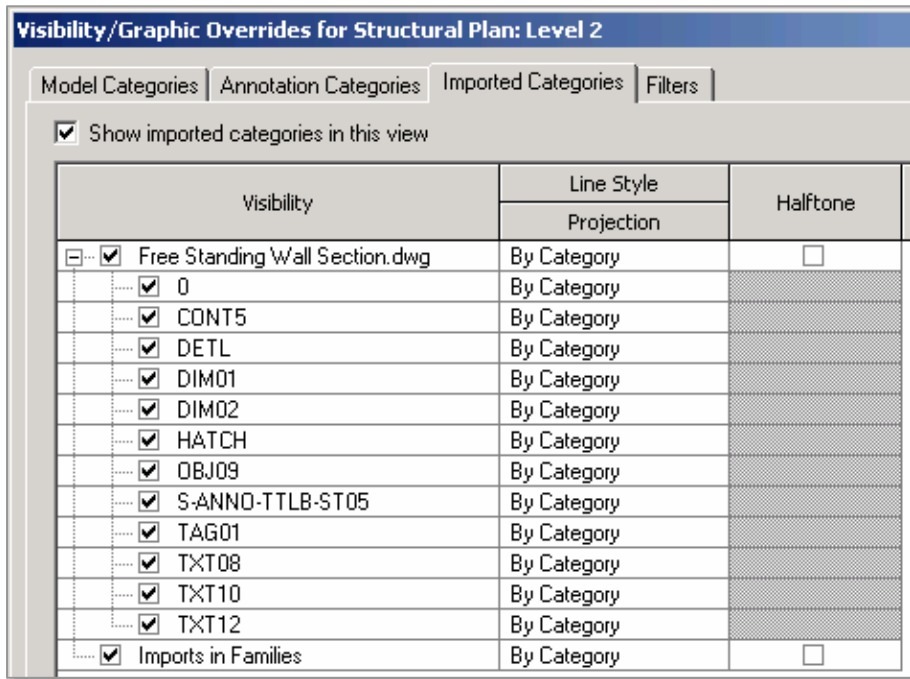 Visibility/Graphic Overrides for Structural Plan: Level 2
Model Categories Annotation Categories Imported Categories Filters
Show imported categories in this view
Visibility Line Style Halftone
Projection
Free Standing Wall Section.dwg By Category
0 By Category
CONT5 By Category
DETL By Category
DIM01 By Category
DIM02 By Category
HATCH By Category
OBJ09 By Category
S-ANNO-TTLB-ST05 By Category
TAG01 By Category
TXT08 By Category
TXT10 By Category
TXT12 By Category
Imports in Families By Category